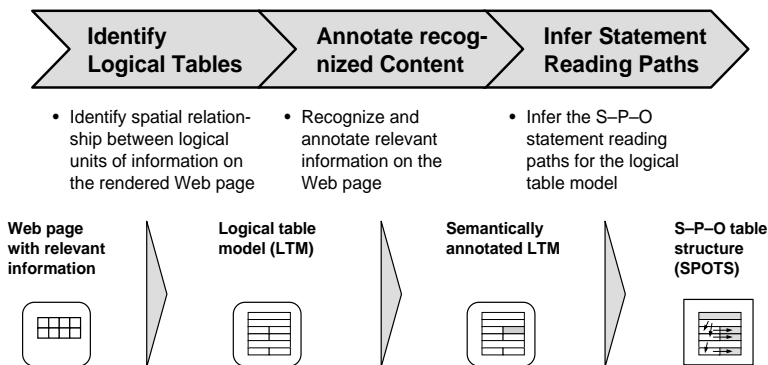 Identify
Logical Tables
Annotate recog-
nized Content
Infer Statement
Reading Paths
• Identify spatial relation-
ship between logical
units of information on
the rendered Web page
• Recognize and
annotate relevant
information on the
Web page
• Infer the S–P–O
statement reading
paths for the logical
table model
Web page
with relevant
information
Logical table
model (LTM)
Semantically
annotated LTM
S–P–O table
structure
(SPOTS)